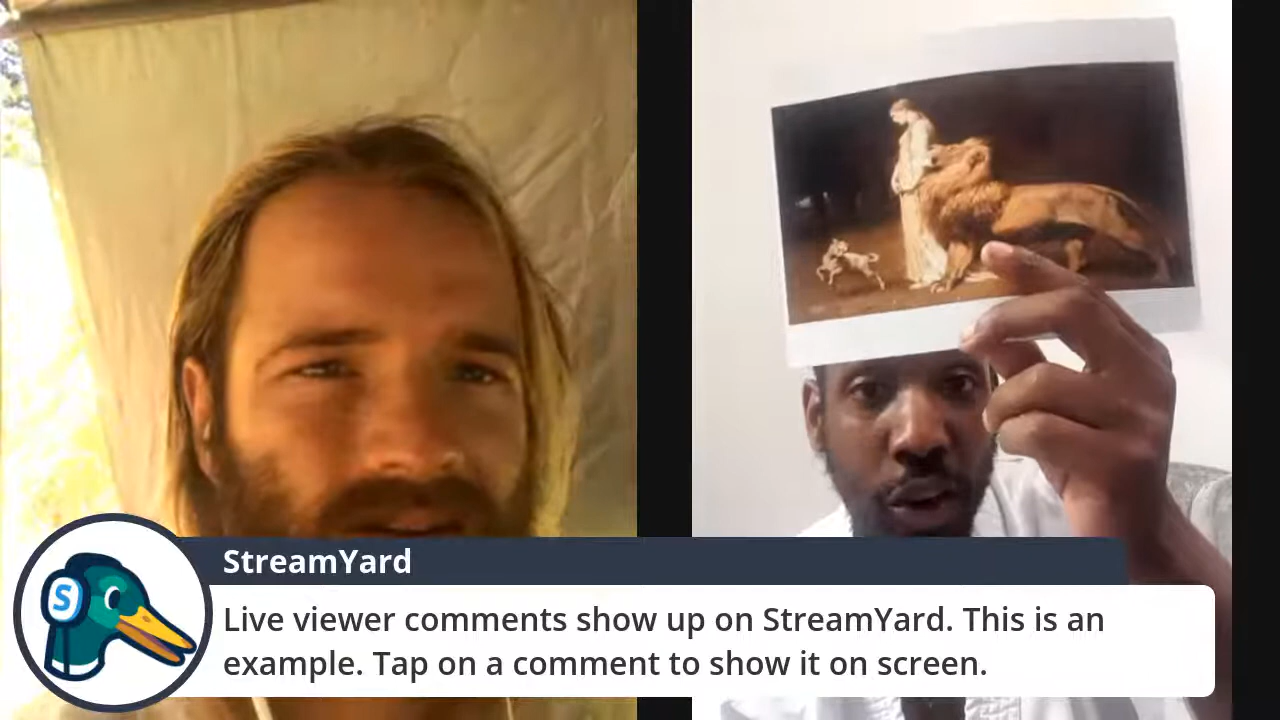 S
StreamYard
Live viewer comments show up on StreamYard. This is an
example. Tap on a comment to show it on screen.